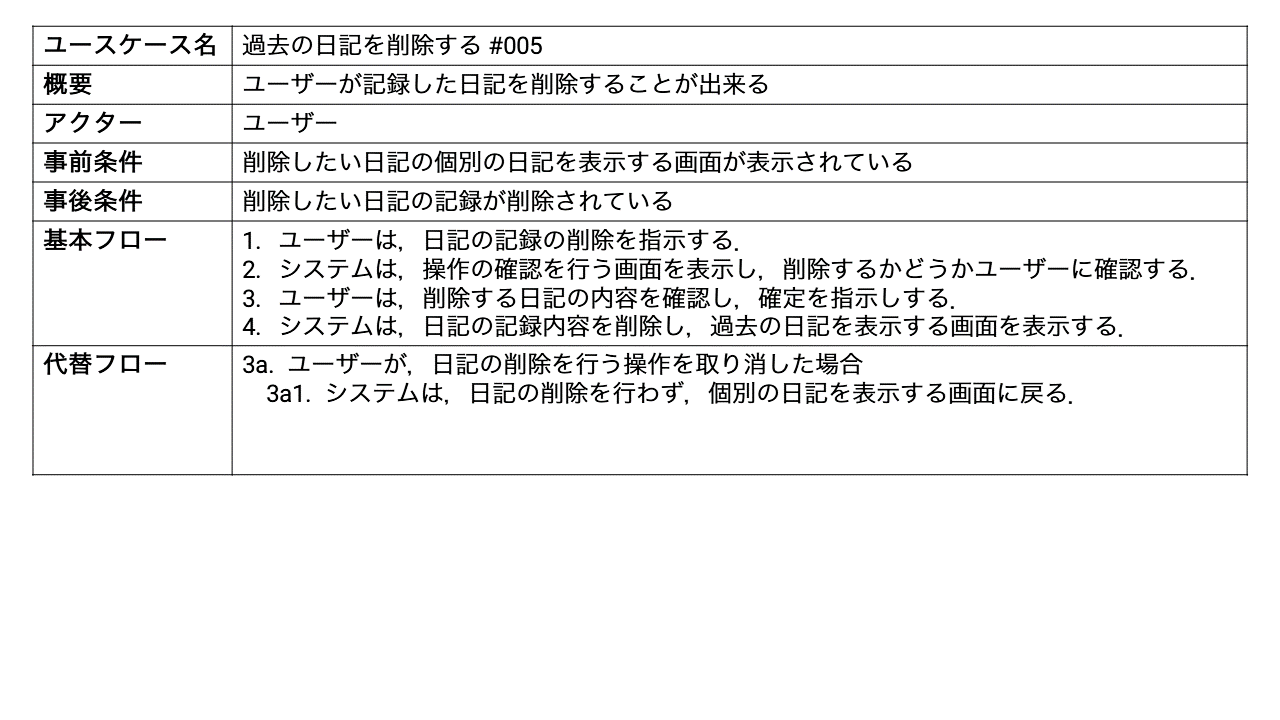 ユースケース名 過去の日記を削除する #005
概要 ユーザーが記録した日記を削除することが出来る
アクター ユーザー
事前条件 削除したい日記の個別の日記を表示する画面が表示されている
事後条件 削除したい日記の記録が削除されている
基本フロー 1. ユーザーは，日記の記録の削除を指示する．
2. システムは，操作の確認を行う画面を表示し，削除するかどうかユーザーに確認する．
3. ユーザーは，削除する日記の内容を確認し，確定を指示しする．
4. システムは，日記の記録内容を削除し，過去の日記を表示する画面を表示する．
代替フロー 3a. ユーザーが，日記の削除を行う操作を取り消した場合
3a1. システムは，日記の削除を行わず，個別の日記を表示する画面に戻る．